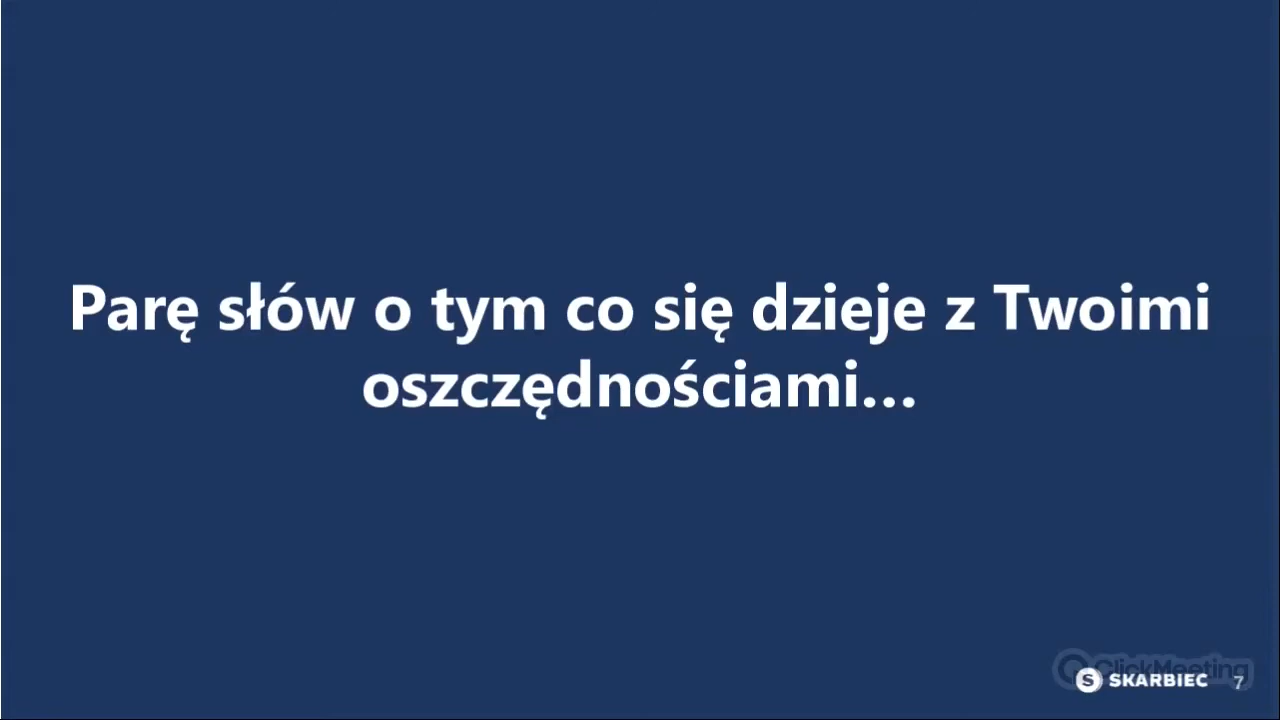 Parę słów o tym co się dzieje z Twoimi
oszczędnościami...
ClickMeeting
S SKARBIEC 7